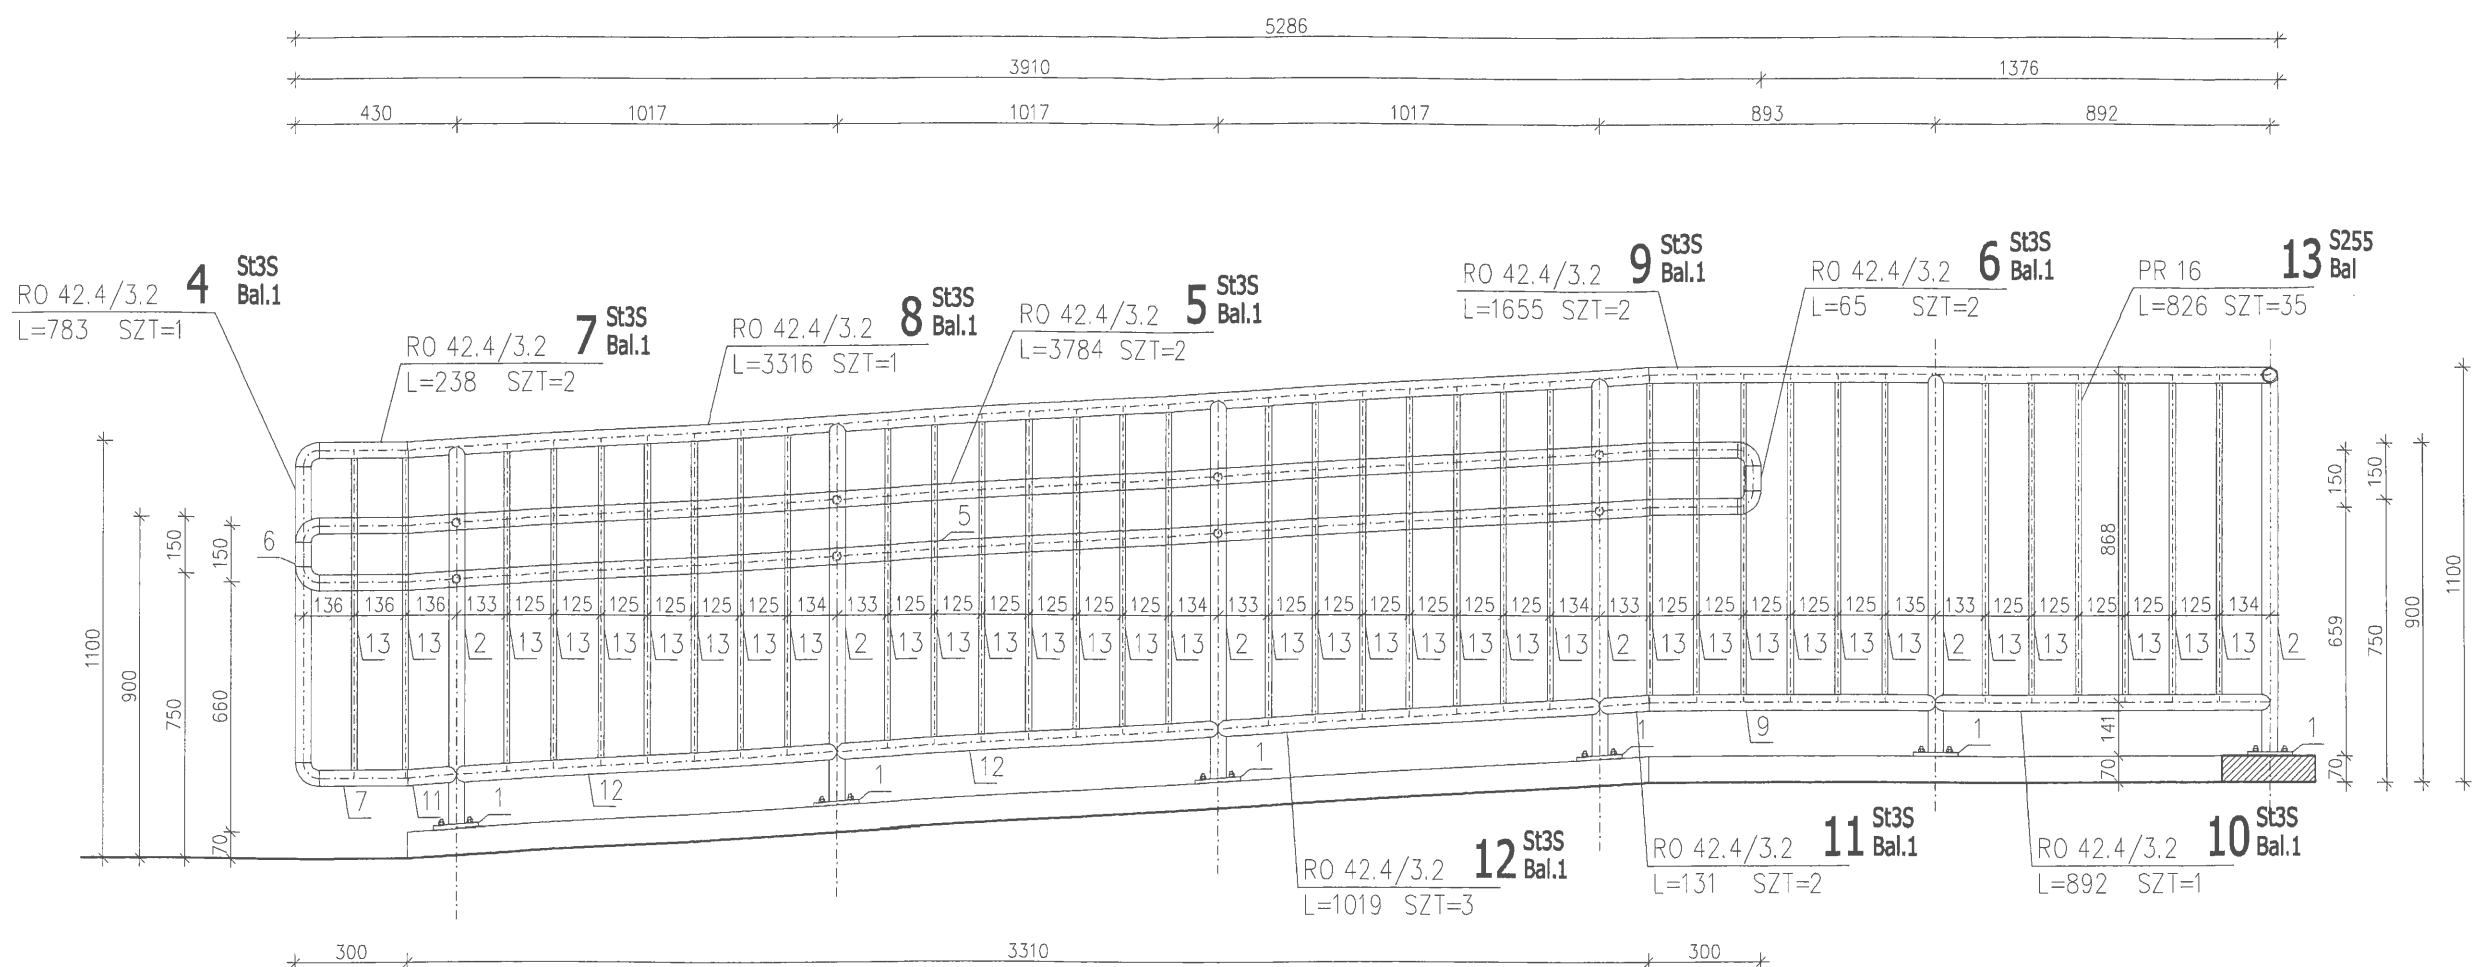 5286
3910 1376
430 1017 1017 1017 893 892
RO 42.4/3.2 4 St3S Bal.1
L=783 SZT=1
RO 42.4/3.2 7 St3S Bal.1
L=238 SZT=2
RO 42.4/3.2 8 St3S Bal.1
L=3316 SZT=1
RO 42.4/3.2 5 St3S Bal.1
L=3784 SZT=2
RO 42.4/3.2 9 St3S Bal.1
L=1655 SZT=2
RO 42.4/3.2 6 St3S Bal.1
L=65 SZT=2
PR 16 13 S255 Bal
L=826 SZT=35
1100 900 150 750 150 660 70
6 5
868 141 70
150 659 70 150 750 900 1100
136 136 136 133 125 125 125 125 125 125 134 133 125 125 125 125 125 125 134 133 125 125 125 125 125 125 134 133 125 125 125 125 125 135 133 125 125 125 125 125 134
13 13 2 13 13 13 13 13 13 13 2 13 13 13 13 13 13 13 2 13 13 13 13 13 13 13 2 13 13 13 13 13 13 2 13 13 13 13 13 2
7 11 1 12 1 12 1 1 9 1 1
RO 42.4/3.2 12 St3S Bal.1
L=1019 SZT=3
RO 42.4/3.2 11 St3S Bal.1
L=131 SZT=2
RO 42.4/3.2 10 St3S Bal.1
L=892 SZT=1
300 3310 300